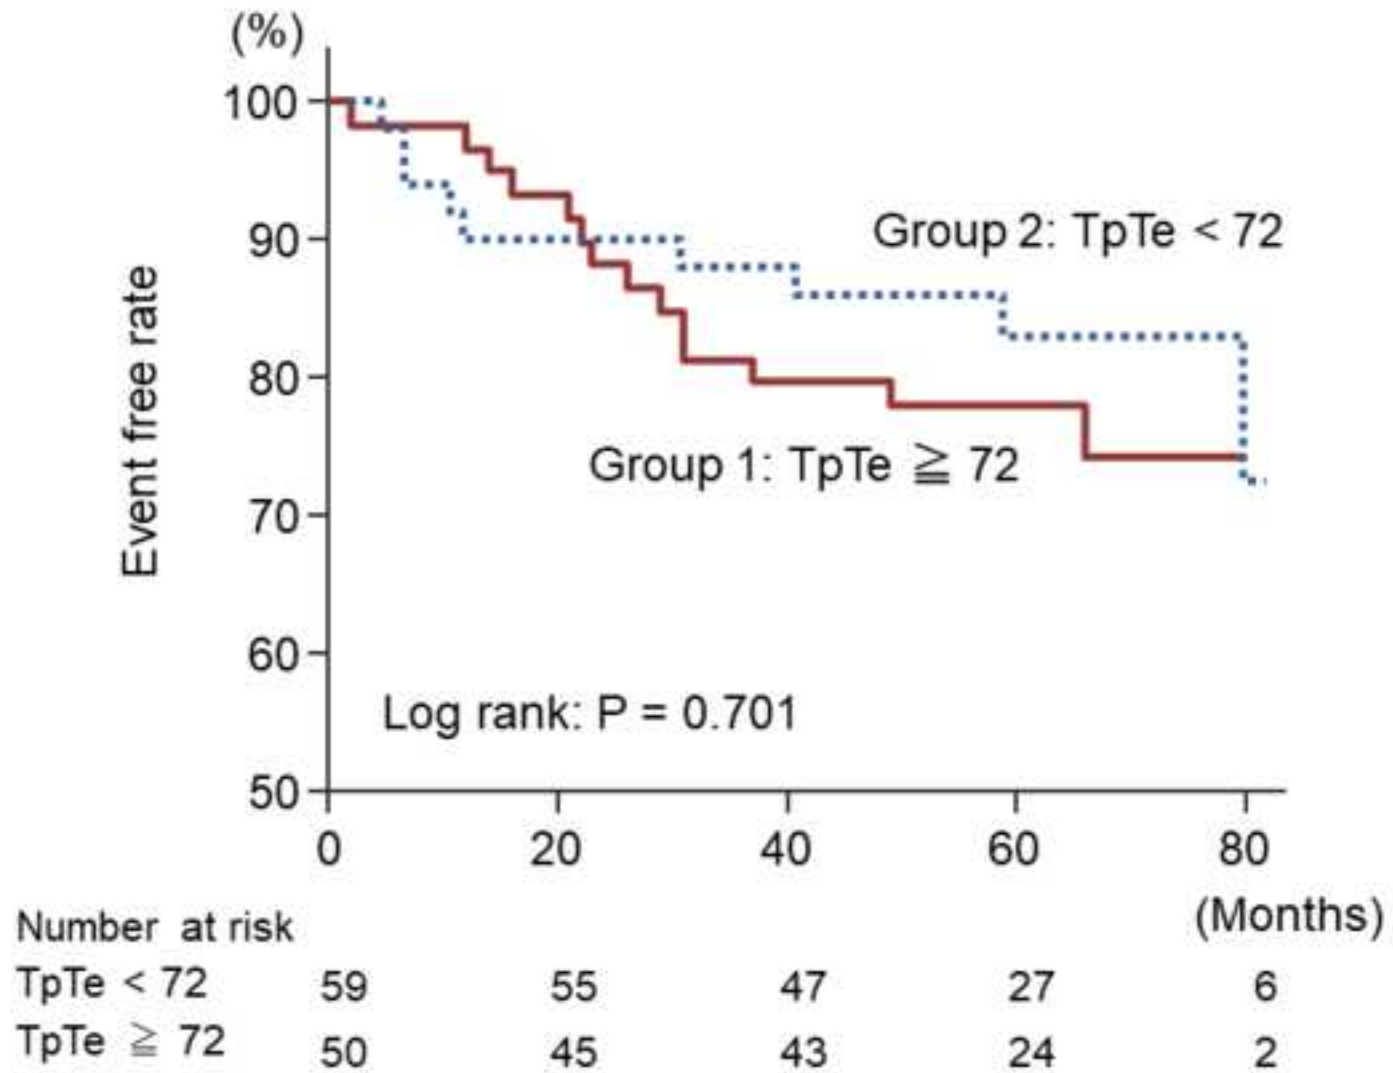 (%)
100
90
80
70
60
50
Event free rate
Group 2: TpTe < 72
Group 1: TpTe ≧ 72
Log rank: P = 0.701
0 20 40 60 80
(Months)
Number at risk
TpTe < 72 59 55 47 27 6
TpTe ≧ 72 50 45 43 24 2